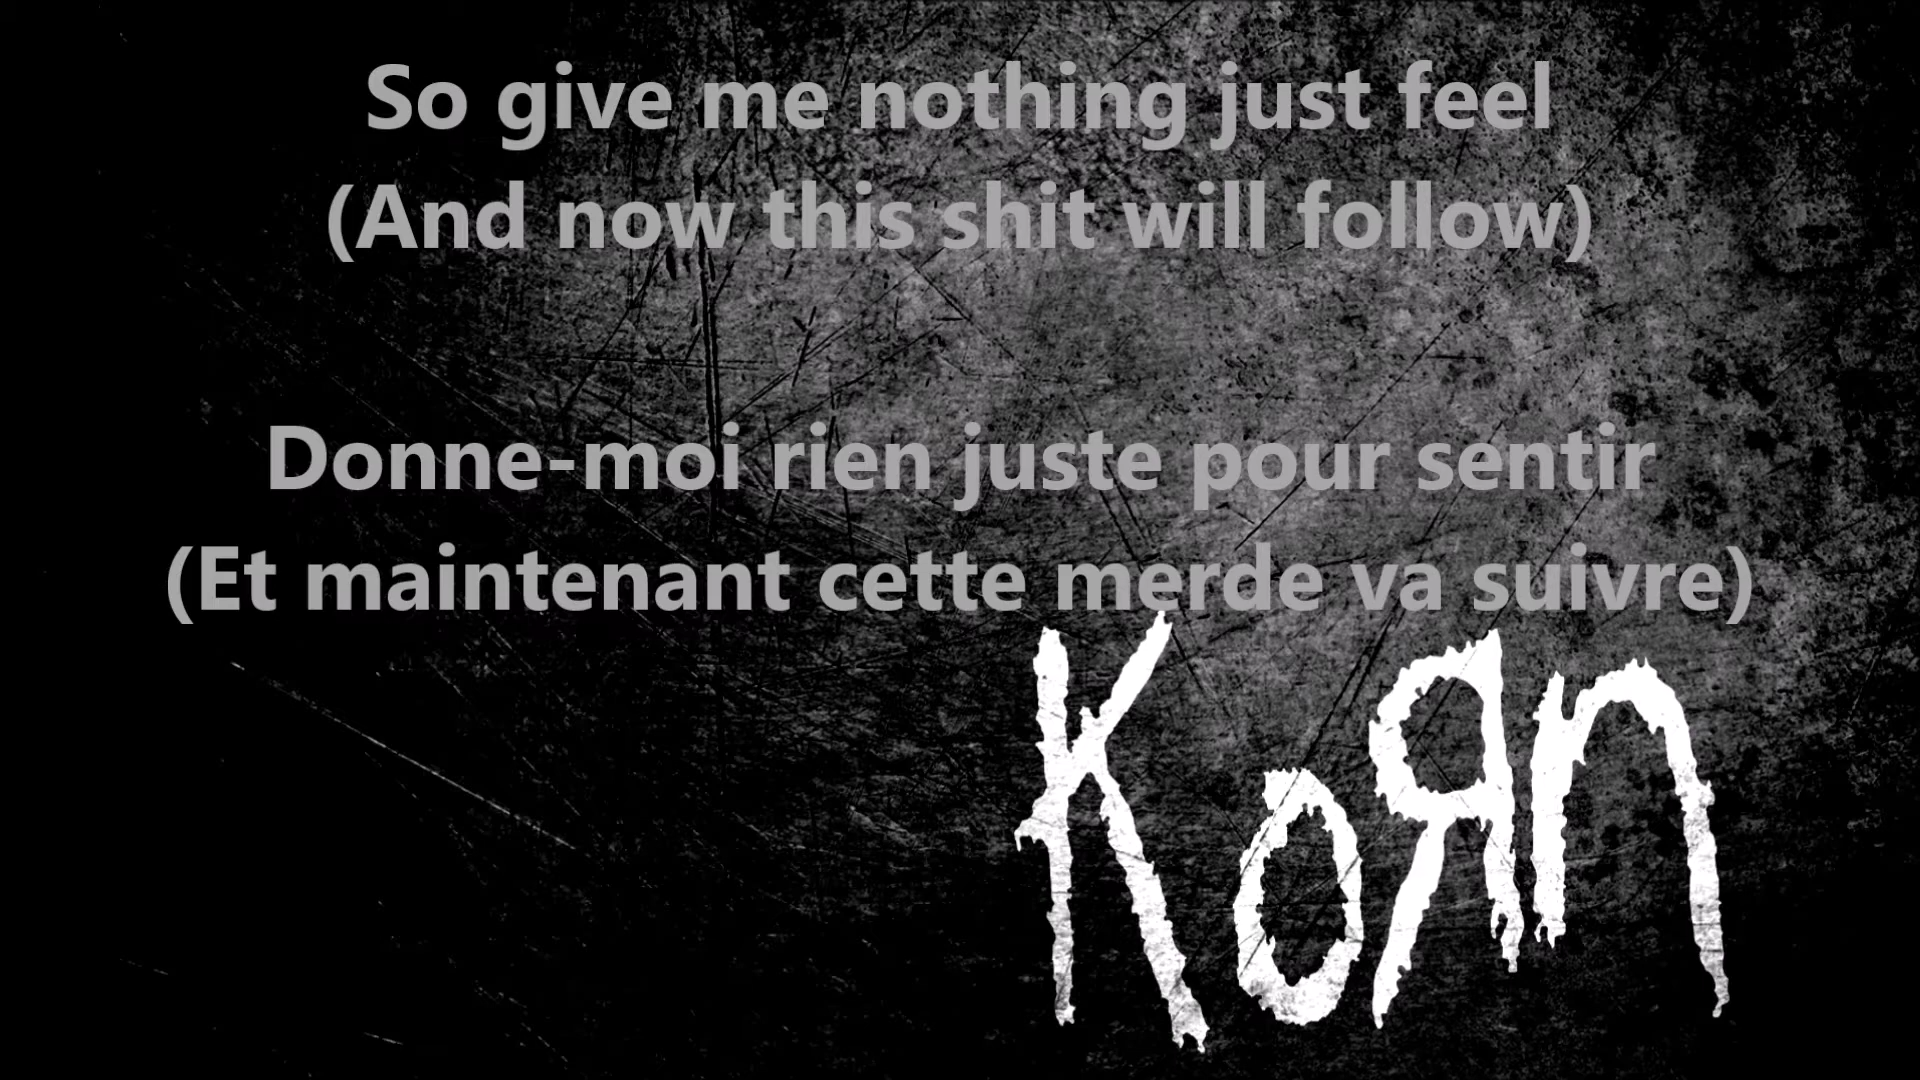 So give me nothing just feel
(And now this shit will follow)
Donne-moi rien juste pour sentir
(Et maintenant cette merde va suivre)
KoЯn